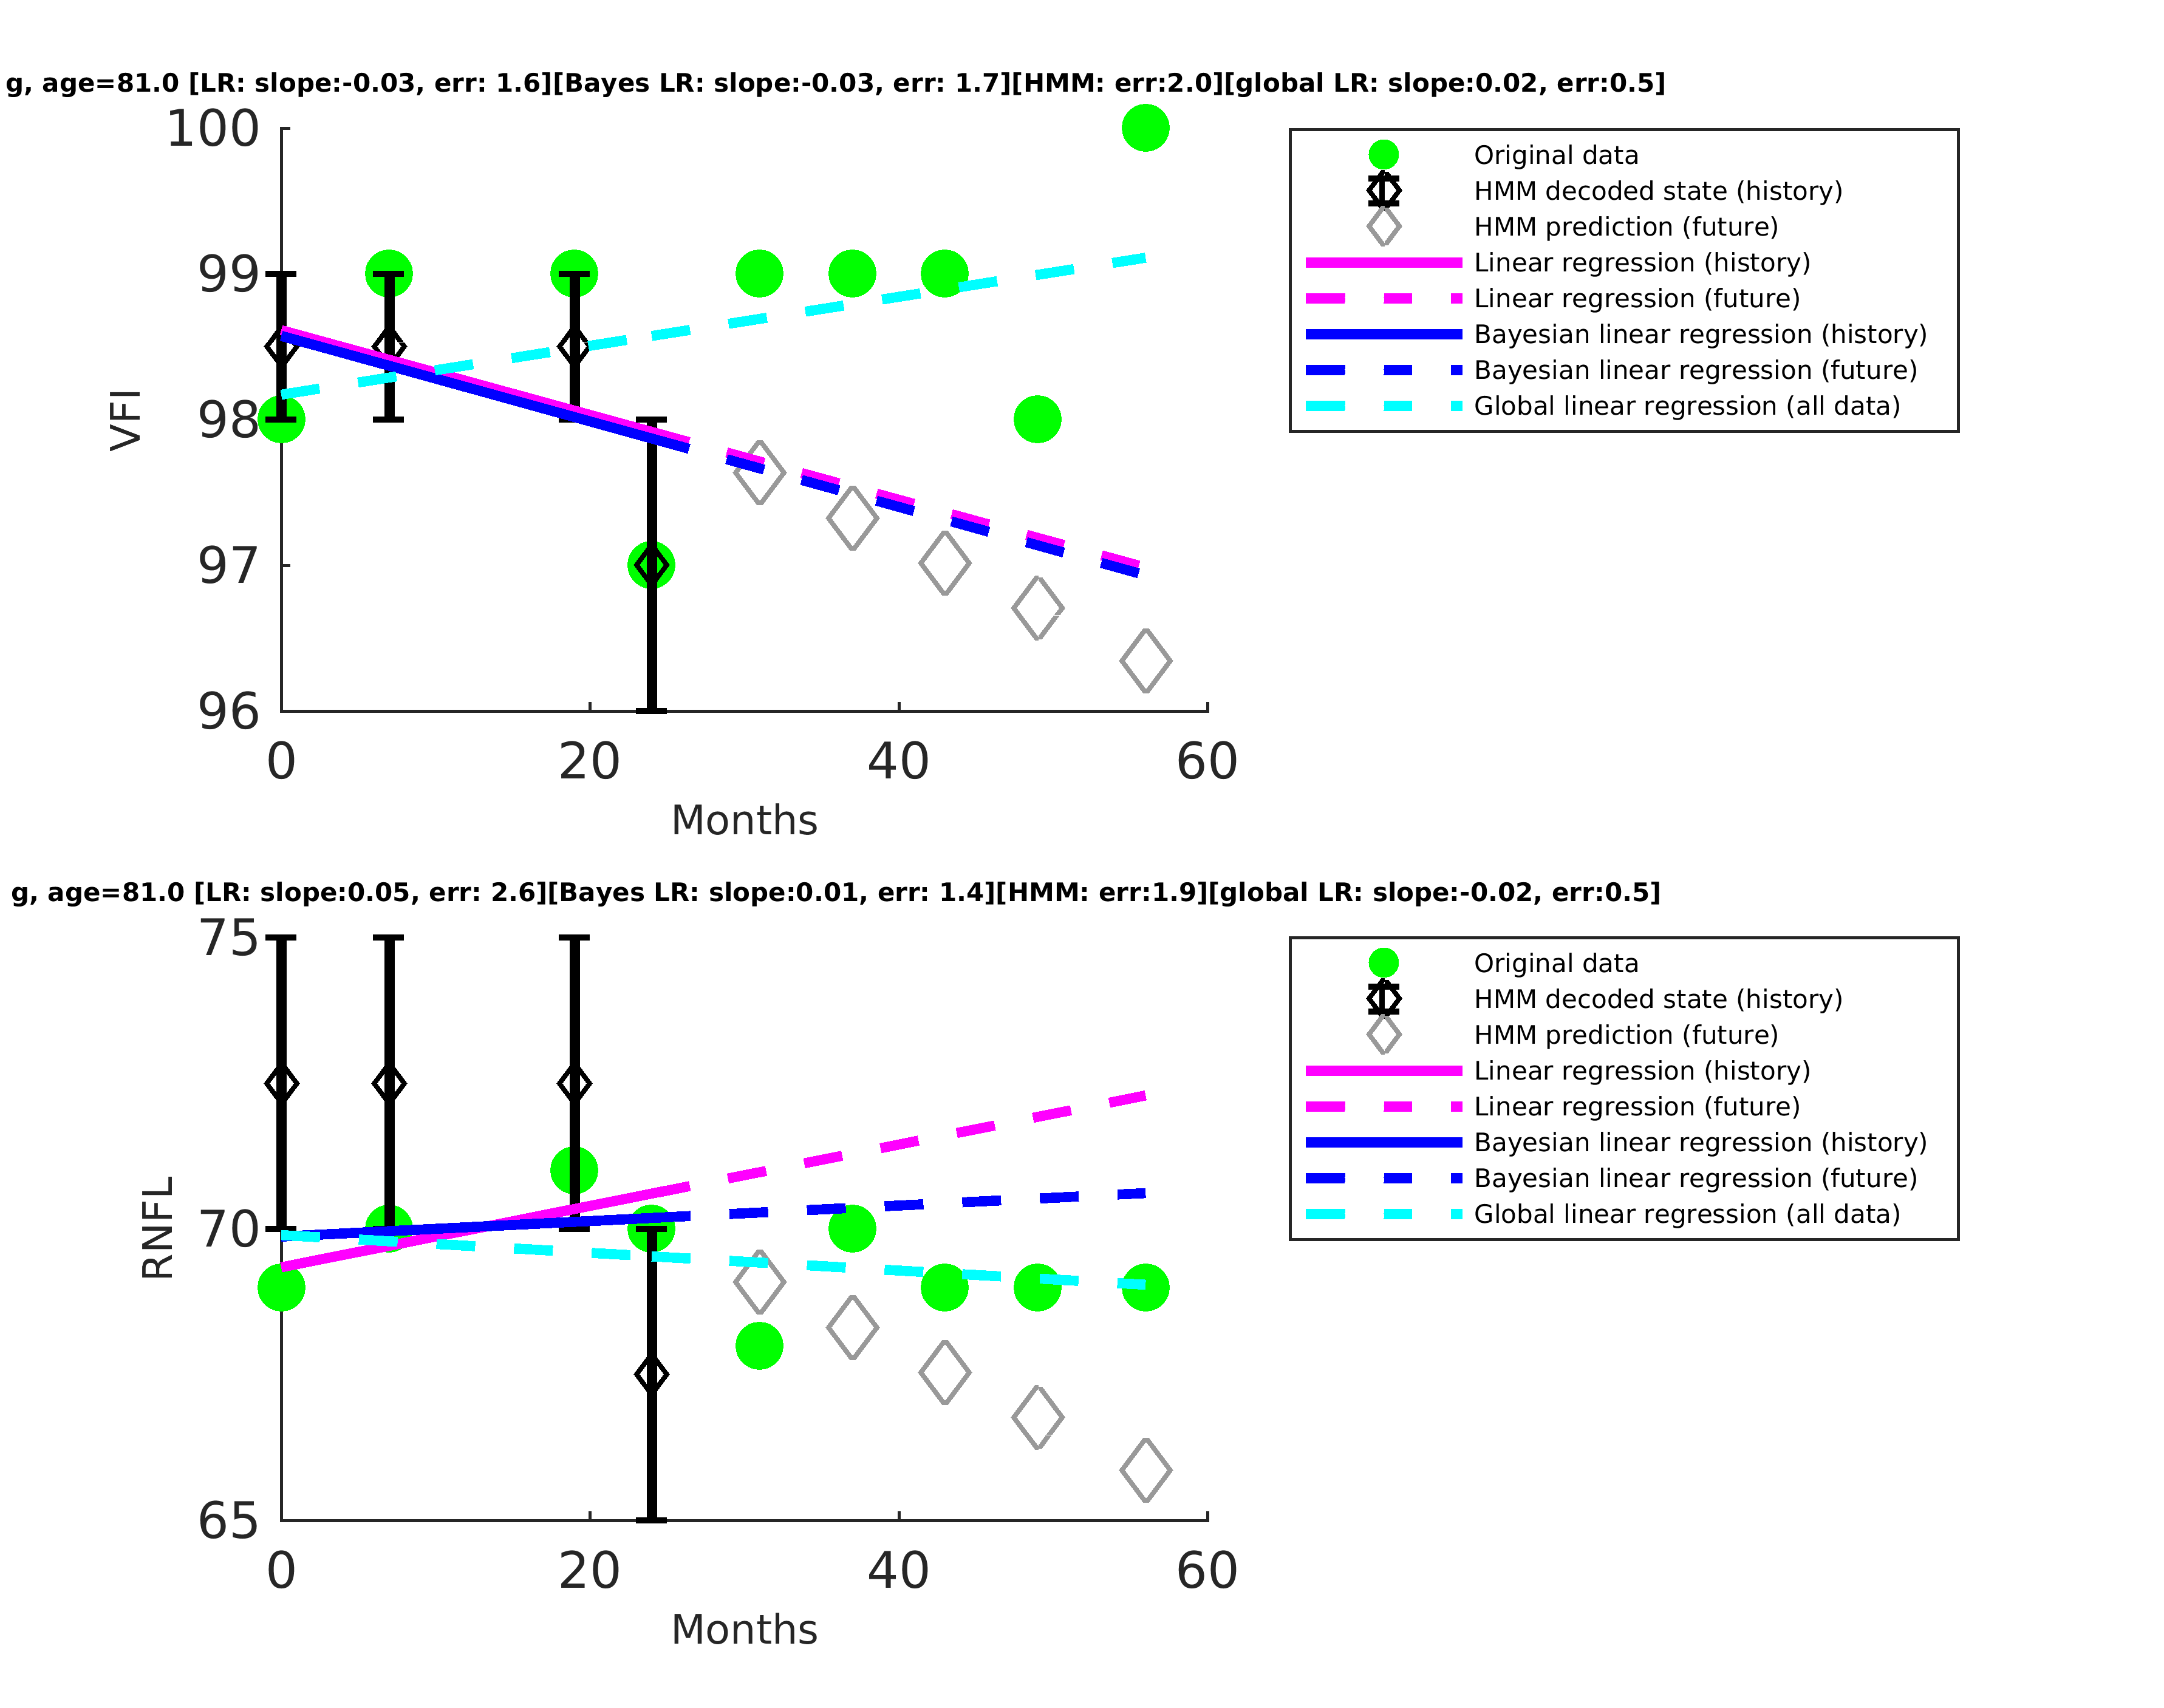 g, age=81.0 [LR: slope:-0.03, err: 1.6][Bayes LR: slope:-0.03, err: 1.7][HMM: err:2.0][global LR: slope:0.02, err:0.5]
100
99
98
97
96
VFI
0 20 40 60
Months
Original data
HMM decoded state (history)
HMM prediction (future)
Linear regression (history)
Linear regression (future)
Bayesian linear regression (history)
Bayesian linear regression (future)
Global linear regression (all data)
g, age=81.0 [LR: slope:0.05, err: 2.6][Bayes LR: slope:0.01, err: 1.4][HMM: err:1.9][global LR: slope:-0.02, err:0.5]
75
70
65
RNFL
0 20 40 60
Months
Original data
HMM decoded state (history)
HMM prediction (future)
Linear regression (history)
Linear regression (future)
Bayesian linear regression (history)
Bayesian linear regression (future)
Global linear regression (all data)